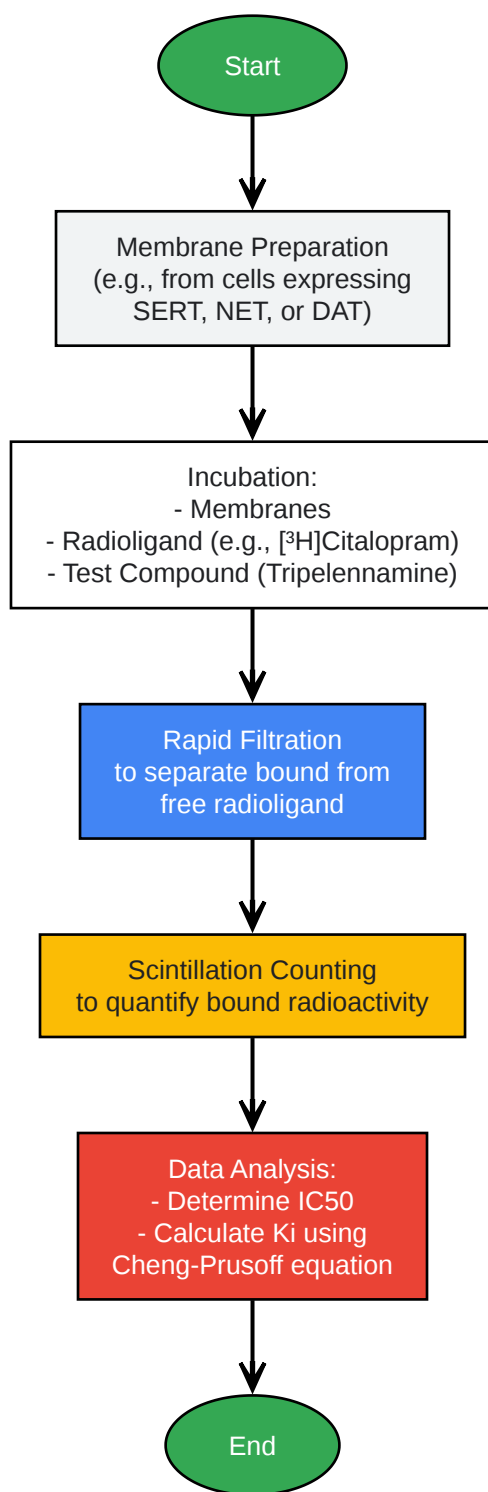 Start
Membrane Preparation
(e.g., from cells expressing
SERT, NET, or DAT)
Incubation:
- Membranes
- Radioligand (e.g., [³H]Citalopram)
- Test Compound (Tripelennamine)
Rapid Filtration
to separate bound from
free radioligand
Scintillation Counting
to quantify bound radioactivity
Data Analysis:
- Determine IC50
- Calculate Ki using
Cheng-Prusoff equation
End